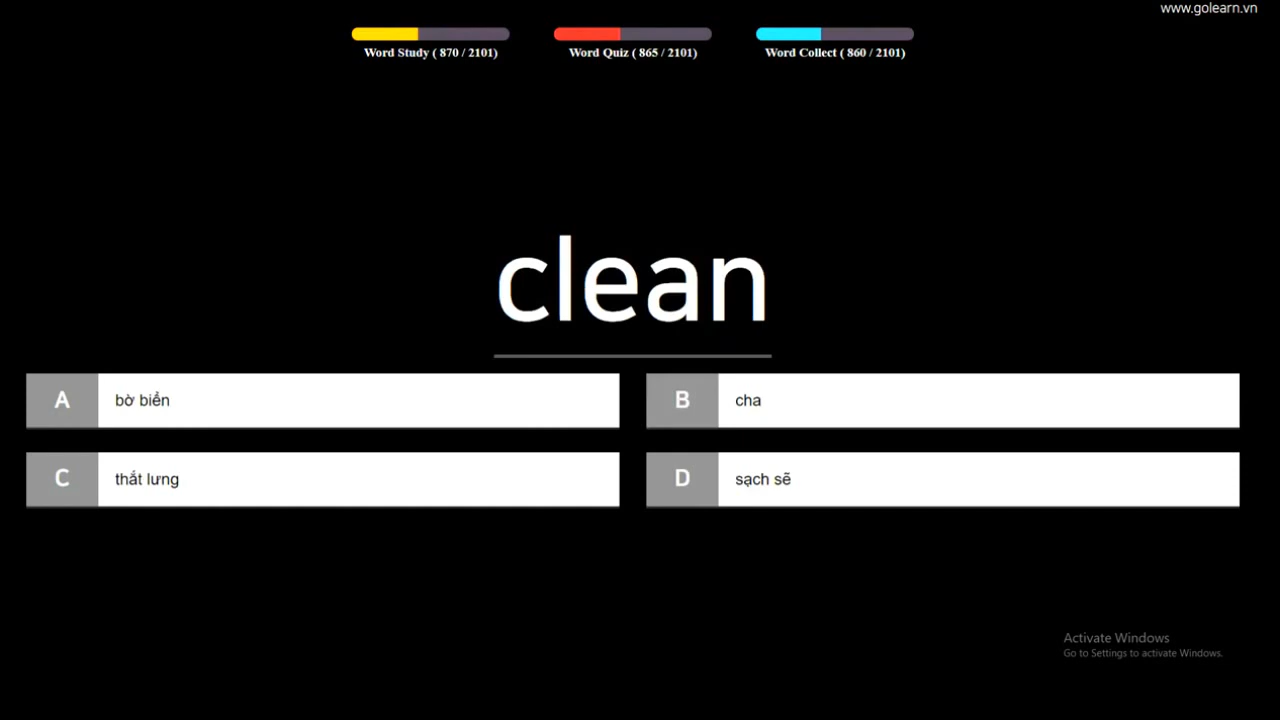 www.golearn.vn
Word Study ( 870 / 2101)
Word Quiz ( 865 / 2101)
Word Collect ( 860 / 2101)
clean
A bờ biển
B cha
C thắt lưng
D sạch sẽ
Activate Windows
Go to Settings to activate Windows.